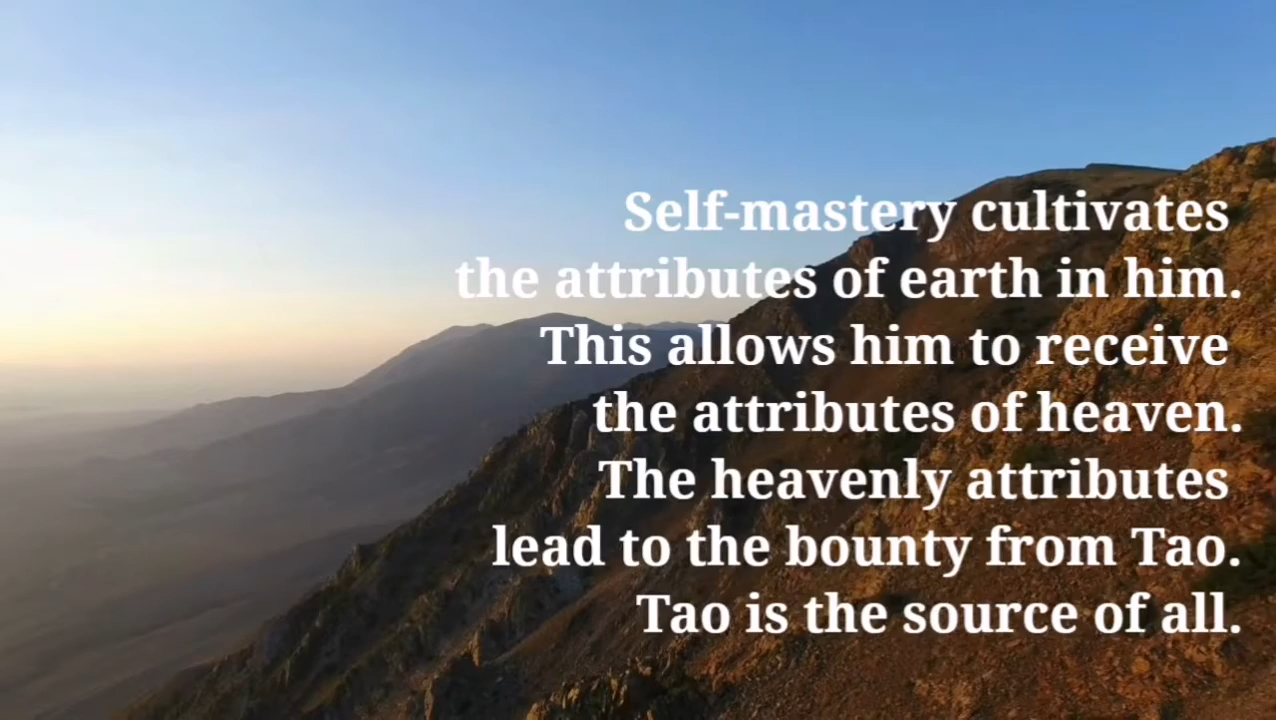 Self-mastery cultivates
the attributes of earth in him.
This allows him to receive
the attributes of heaven.
The heavenly attributes
lead to the bounty from Tao.
Tao is the source of all.